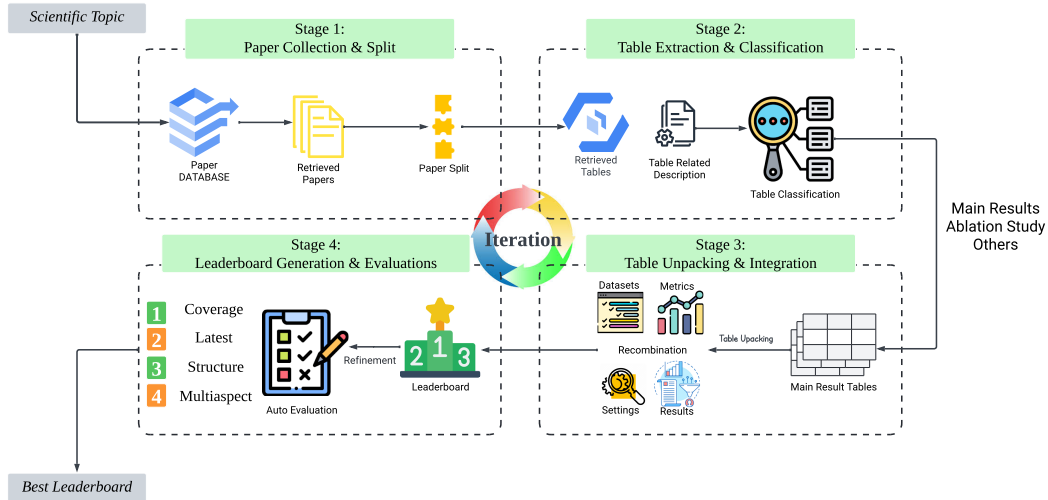 Scientific Topic
Stage 1:
Paper Collection & Split
Paper
DATABASE
Retrieved
Papers
Paper Split
Stage 2:
Table Extraction & Classification
Retrieved
Tables
Table Related
Description
Table Classification
Main Results
Ablation Study
Others
Iteration
Stage 3:
Table Unpacking & Integration
Datasets
Metrics
Recombination
Settings
Results
Table Upacking
Main Result Tables
Stage 4:
Leaderboard Generation & Evaluations
1 Coverage
2 Latest
3 Structure
4 Multiaspect
Auto Evaluation
Refinement
2 1 3
Leaderboard
Best Leaderboard